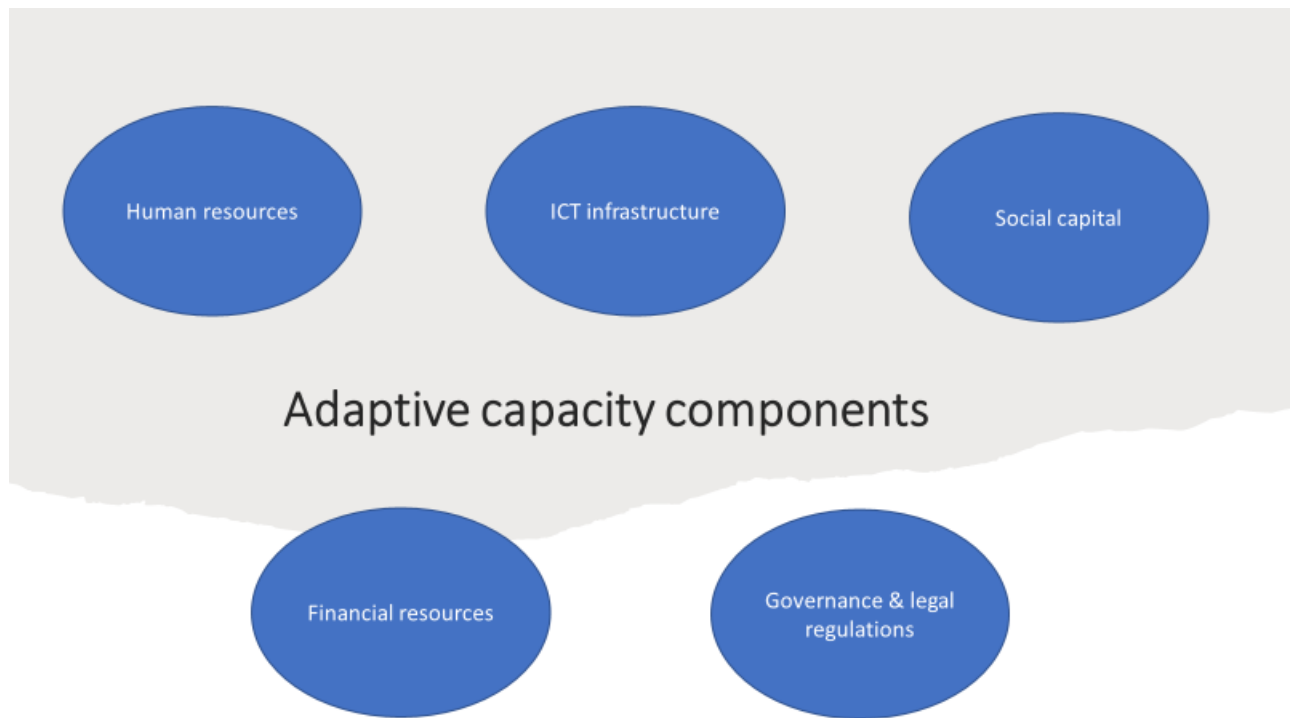 Human resources
ICT infrastructure
Social capital
Adaptive capacity components
Financial resources
Governance & legal
regulations